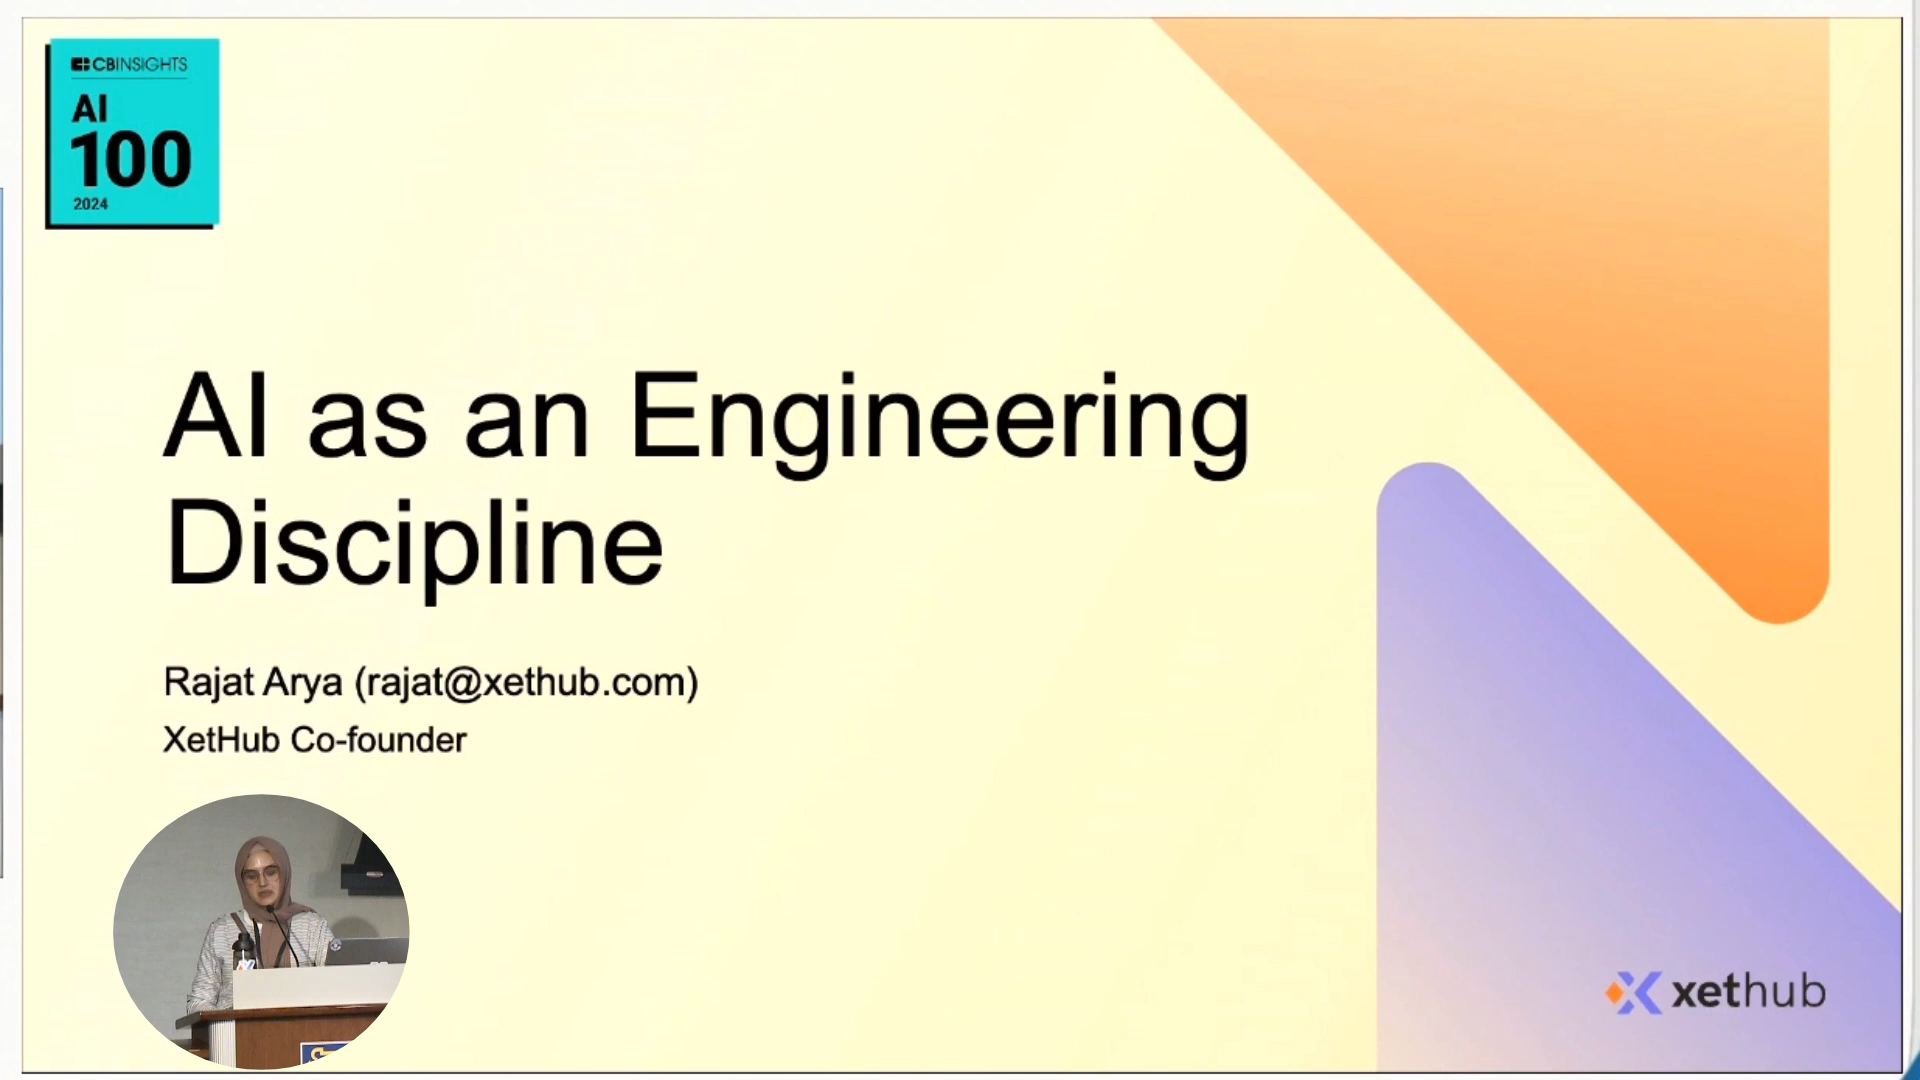 CBINSIGHTS
AI
100
2024
AI as an Engineering
Discipline
Rajat Arya (rajat@xethub.com)
XetHub Co-founder
xethub